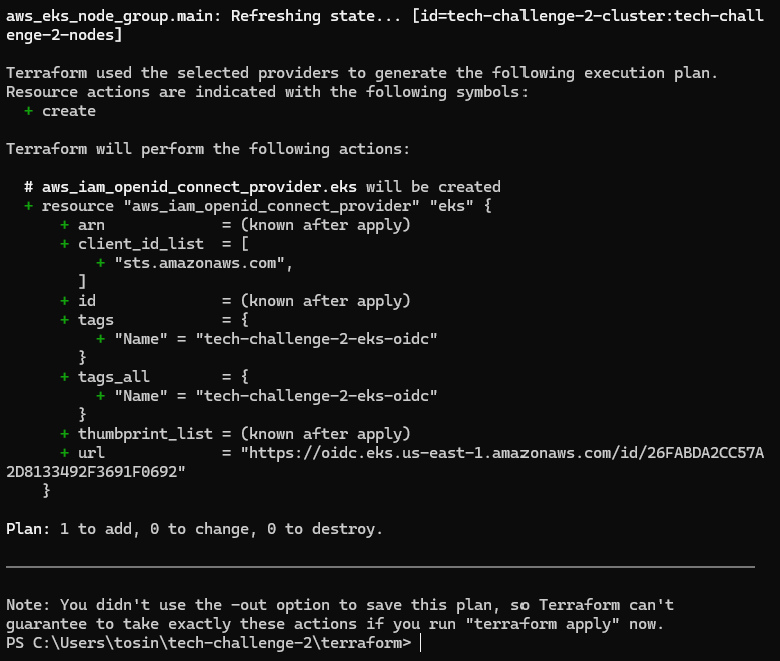 aws_eks_node_group.main: Refreshing state... [id=tech-challenge-2-cluster:tech-chall
enge-2-nodes]
Terraform used the selected providers to generate the following execution plan.
Resource actions are indicated with the following symbols:
  + create
Terraform will perform the following actions:
  # aws_iam_openid_connect_provider.eks will be created
  + resource "aws_iam_openid_connect_provider" "eks" {
      + arn             = (known after apply)
      + client_id_list  = [
          + "sts.amazonaws.com",
        ]
      + id              = (known after apply)
      + tags            = {
          + "Name" = "tech-challenge-2-eks-oidc"
        }
      + tags_all        = {
          + "Name" = "tech-challenge-2-eks-oidc"
        }
      + thumbprint_list = (known after apply)
      + url             = "https://oidc.eks.us-east-1.amazonaws.com/id/26FABDA2CC57A
2D8133492F3691F0692"
    }
Plan: 1 to add, 0 to change, 0 to destroy.
Note: You didn't use the -out option to save this plan, so Terraform can't
guarantee to take exactly these actions if you run "terraform apply" now.
PS C:\Users\tosin\tech-challenge-2\terraform>